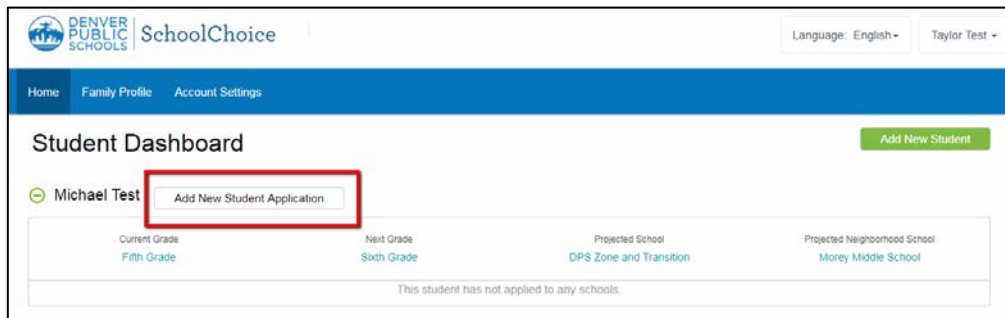 DENVER
PUBLIC
SCHOOLS
SchoolChoice
Language: English
Taylor Test
Home Family Profile Account Settings
Student Dashboard
Add New Student
Michael Test
Add New Student Application
Current Grade Next Grade Projected School Projected Neighborhood School
Fifth Grade Sixth Grade DPS Zone and Transition Morey Middle School
This student has not applied to any schools.